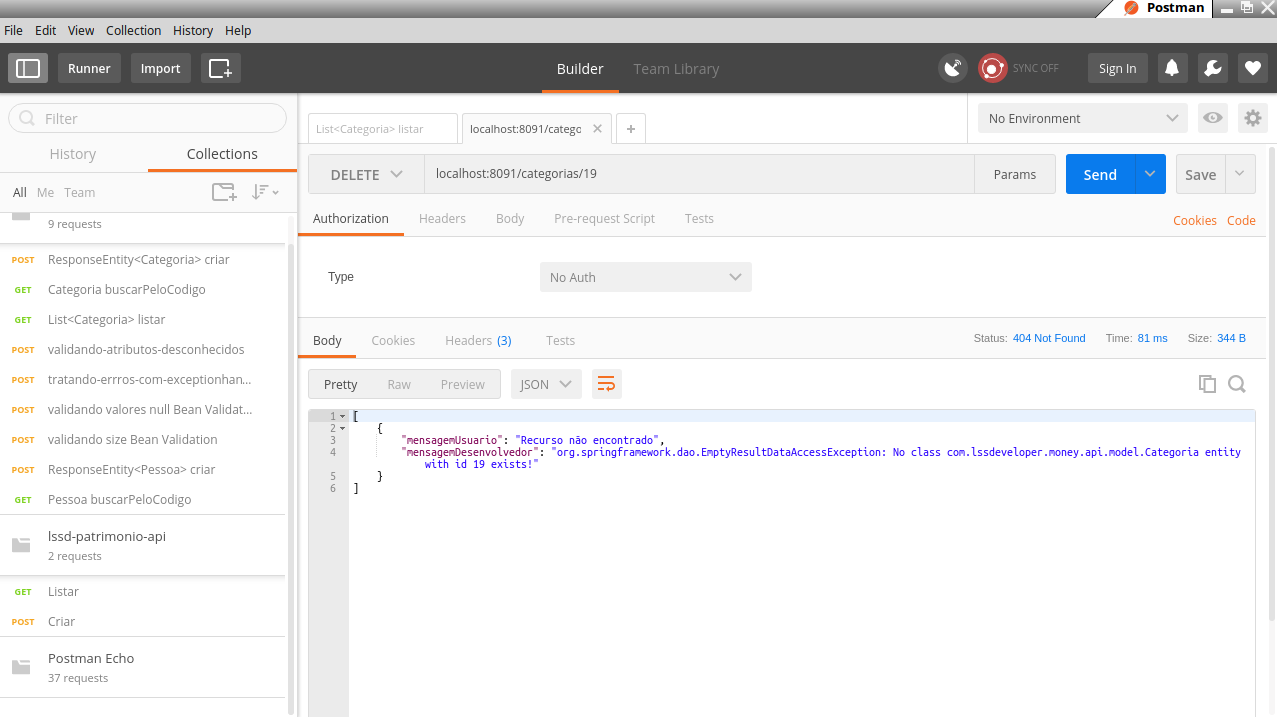 Postman
File Edit View Collection History Help
Runner Import Builder Team Library SYNC OFF Sign In
Filter
History Collections
All Me Team
9 requests
POST ResponseEntity<Categoria> criar
GET Categoria buscarPeloCodigo
GET List<Categoria> listar
POST validando-atributos-desconhecidos
POST tratando-errros-com-exceptionhan...
POST validando valores null Bean Validat...
POST validando size Bean Validation
POST ResponseEntity<Pessoa> criar
GET Pessoa buscarPeloCodigo
lssd-patrimonio-api
2 requests
GET Listar
POST Criar
Postman Echo
37 requests
List<Categoria> listar localhost:8091/catego No Environment
DELETE localhost:8091/categorias/19 Params Send Save
Authorization Headers Body Pre-request Script Tests Cookies Code
Type No Auth
Body Cookies Headers (3) Tests Status: 404 Not Found Time: 81 ms Size: 344 B
Pretty Raw Preview JSON
1 [
2 {
3 "mensagemUsuario": "Recurso não encontrado",
4 "mensagemDesenvolvedor": "org.springframework.dao.EmptyResultDataAccessException: No class com.lssdeveloper.money.api.model.Categoria entity
with id 19 exists!"
5 }
6 ]